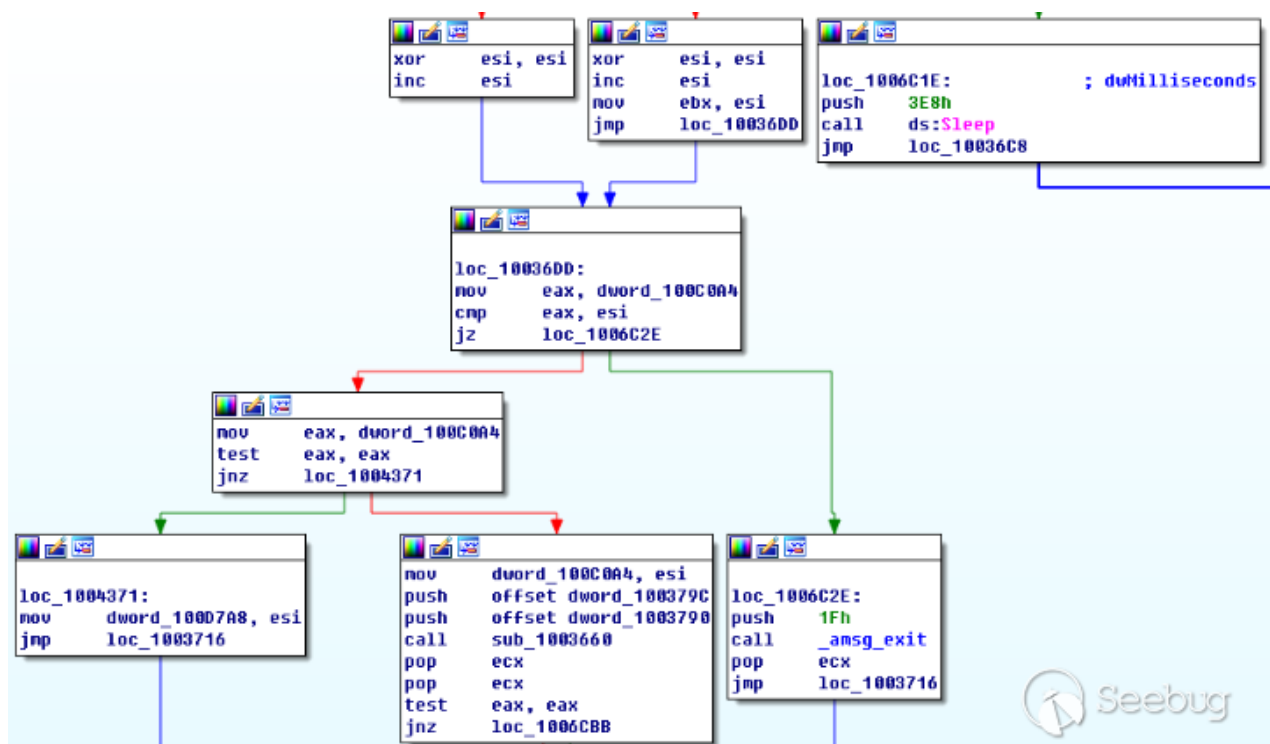 xor esi, esi
inc esi
xor esi, esi
inc esi
mov ebx, esi
jmp loc_10036DD
loc_1006C1E: ; dwMilliseconds
push 3E8h
call ds:Sleep
jmp loc_10036C8
loc_10036DD:
mov eax, dword_100C0A4
cmp eax, esi
jz loc_1006C2E
mov eax, dword_100C0A4
test eax, eax
jnz loc_1004371
loc_1004371:
mov dword_100D7A8, esi
jmp loc_1003716
mov dword_100C0A4, esi
push offset dword_100379C
push offset dword_1003790
call sub_1003660
pop ecx
pop ecx
test eax, eax
jnz loc_1006CBB
loc_1006C2E:
push 1Fh
call _amsg_exit
pop ecx
jmp loc_1003716
Seebug